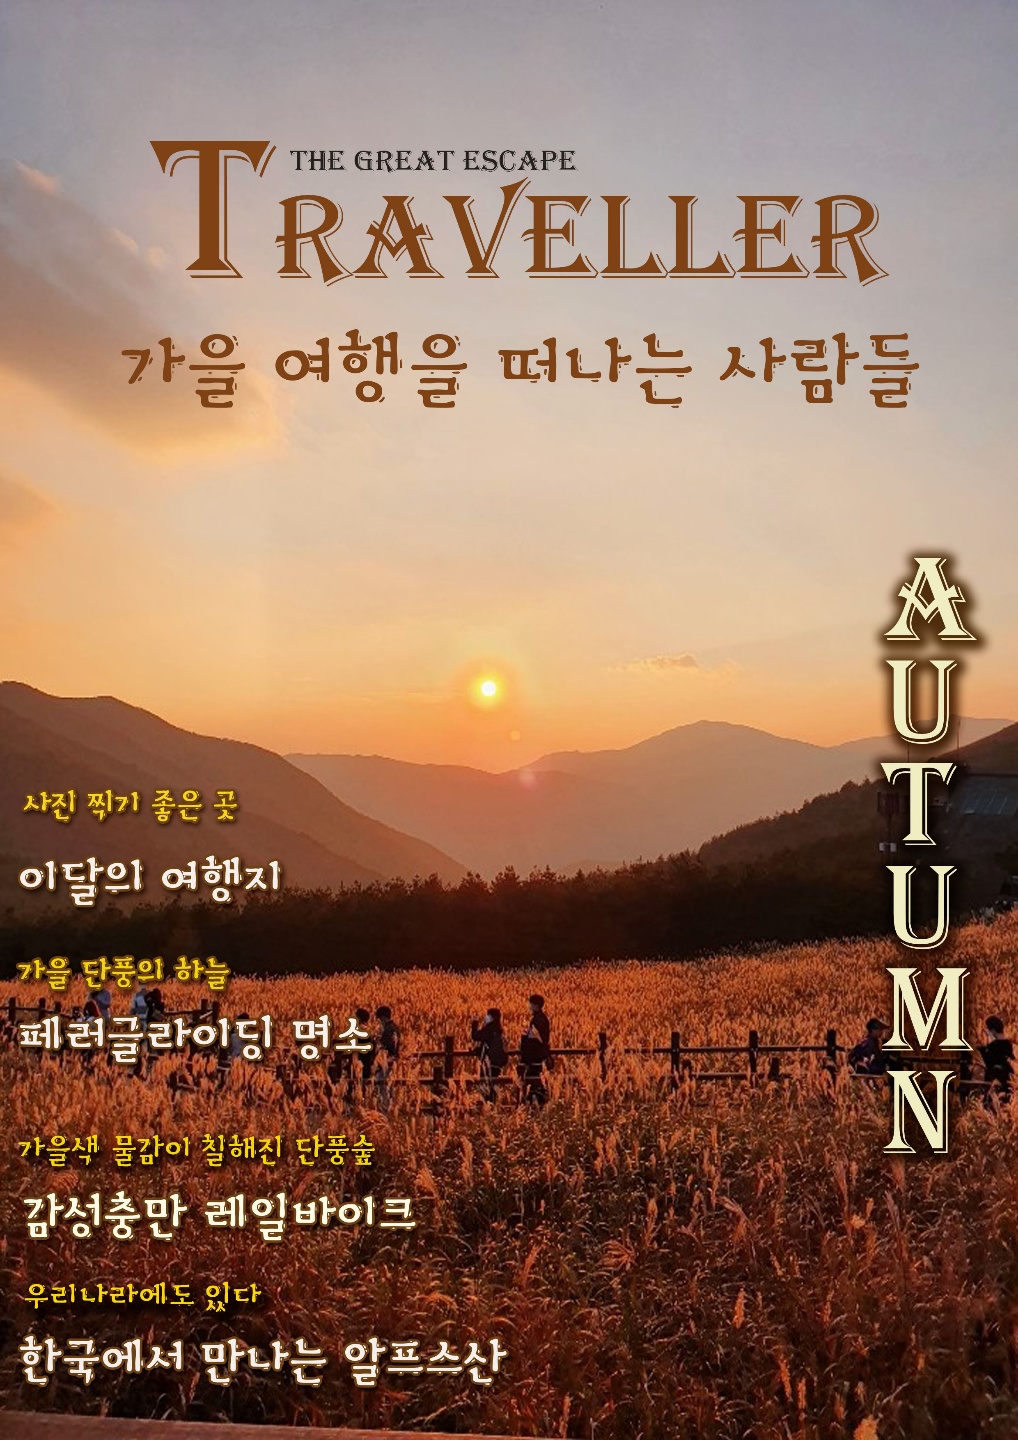 THE GREAT ESCAPE
TRAVELLER
가을 여행을 떠나는 사람들
AUTUMN
사진 찍기 좋은 곳
이달의 여행지
가을 단풍의 하늘
페러글라이딩 명소
가을색 물감이 칠해진 단풍숲
감성충만 레일바이크
우리나라에도 있다
한국에서 만나는 알프스산